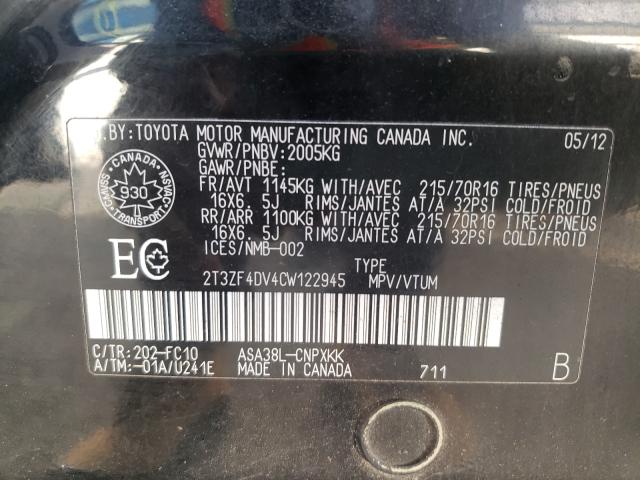 D. BY: TOYOTA MOTOR MANUFACTURING CANADA INC. 05/12
GVWR/PNBV: 2005KG
GAWR/PNBE:
FR/AVT 1145KG WITH/AVEC 215/70R16 TIRES/PNEUS
16X6. 5J RIMS/JANTES AT/A 32PSI COLD/FROID
RR/ARR 1100KG WITH/AVEC 215/70R16 TIRES/PNEUS
16X6. 5J RIMS/JANTES AT/A 32PSI COLD/FROID
ICES/NMB-002
CANADA
CMVSS 930 NSVAC
TRANSPORT
EC
TYPE
2T3ZF4DV4CW122945 MPV/VTUM
C/TR: 202-FC10 ASA38L-CNPXKK
A/TM: -01A/U241E MADE IN CANADA 711 B